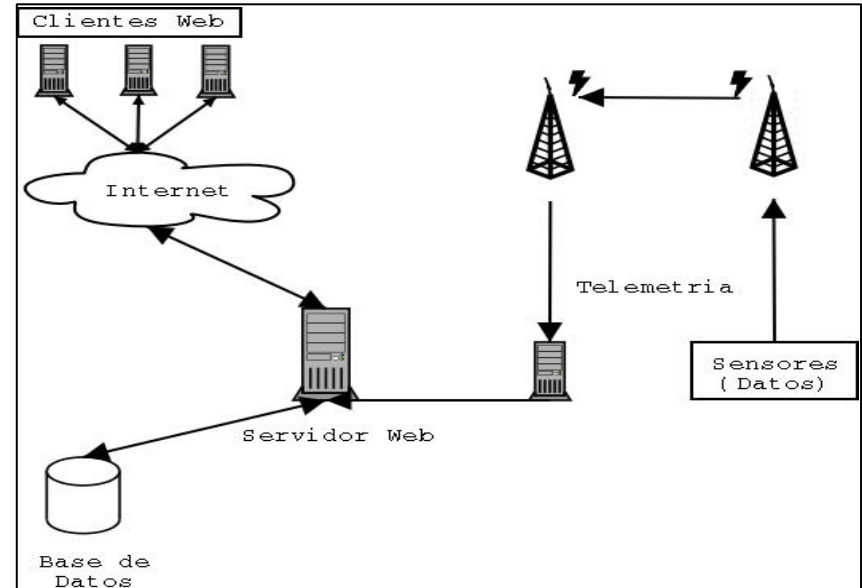 Clientes Web
Internet
Telemetria
Sensores
(Datos)
Servidor Web
Base de
Datos